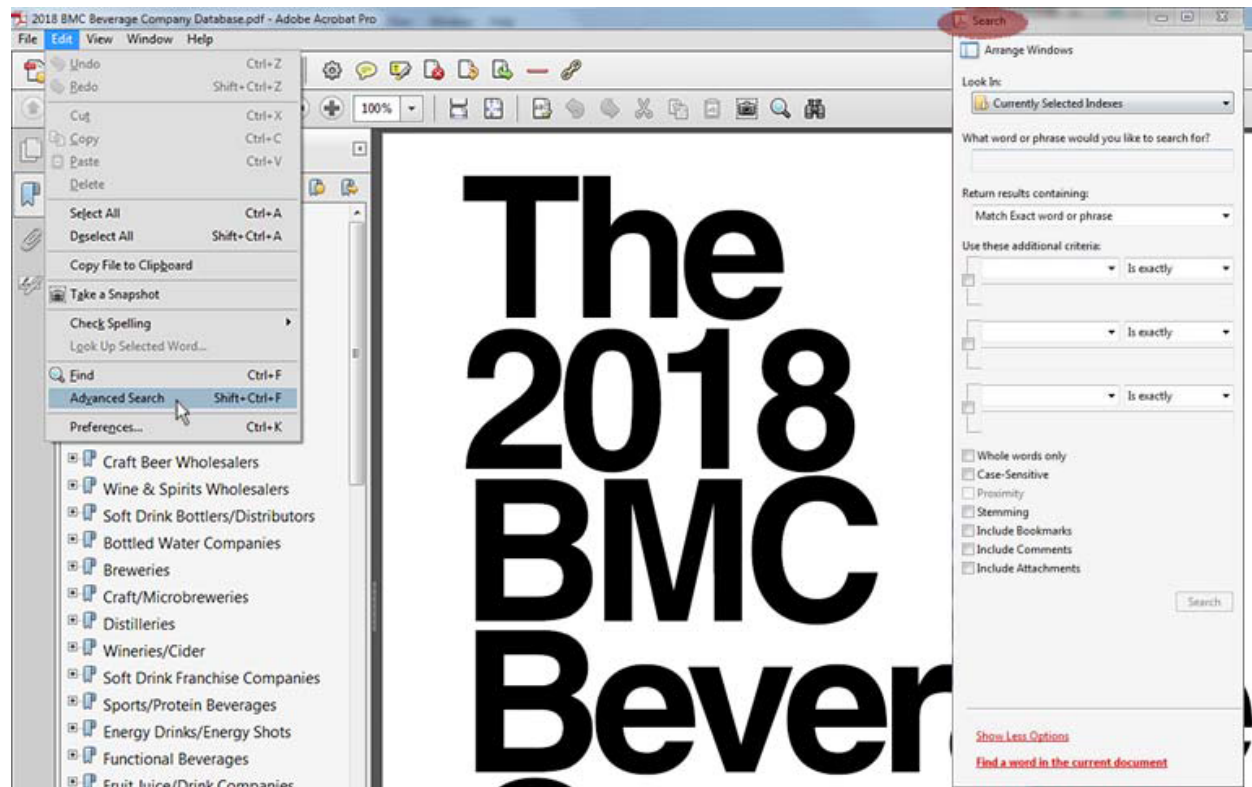 2018 BMC Beverage Company Database.pdf - Adobe Acrobat Pro
File Edit View Window Help
Undo Ctrl+Z
Redo Shift+Ctrl+Z
Cut Ctrl+X
Copy Ctrl+C
Paste Ctrl+V
Delete
Select All Ctrl+A
Deselect All Shift+Ctrl+A
Copy File to Clipboard
Take a Snapshot
Check Spelling
Look Up Selected Word...
Find Ctrl+F
Advanced Search Shift+Ctrl+F
Preferences... Ctrl+K
Craft Beer Wholesalers
Wine & Spirits Wholesalers
Soft Drink Bottlers/Distributors
Bottled Water Companies
Breweries
Craft/Microbreweries
Distilleries
Wineries/Cider
Soft Drink Franchise Companies
Sports/Protein Beverages
Energy Drinks/Energy Shots
Functional Beverages
Fruit Juice/Drink Companies
100%
The
2018
BMC
Bever
Search
Arrange Windows
Look In:
Currently Selected Indexes
What word or phrase would you like to search for?
Return results containing:
Match Exact word or phrase
Use these additional criteria:
Is exactly
Is exactly
Is exactly
Whole words only
Case-Sensitive
Proximity
Stemming
Include Bookmarks
Include Comments
Include Attachments
Search
Show Less Options
Find a word in the current document